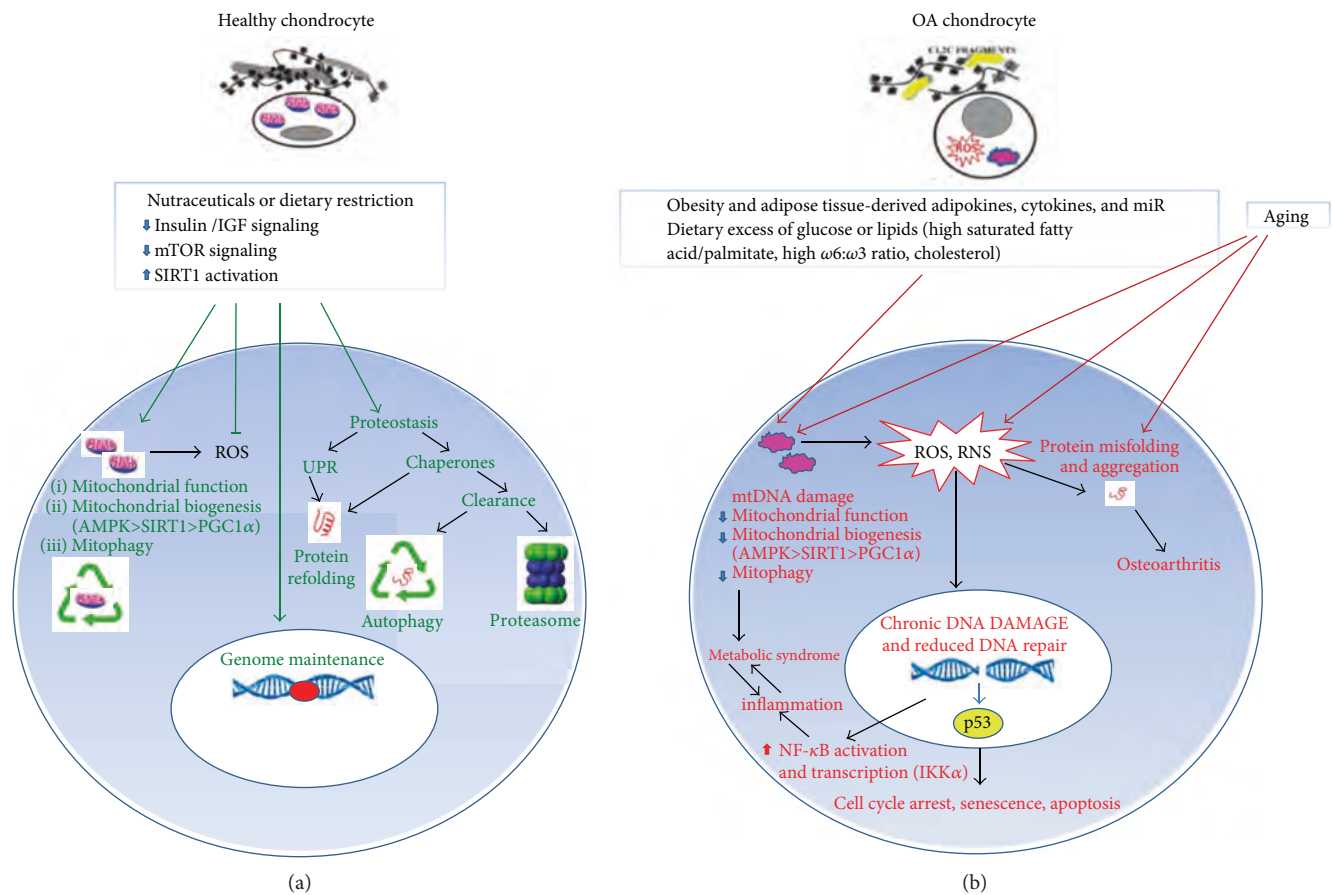 Healthy chondrocyte
Nutraceuticals or dietary restriction
Insulin /IGF signaling
mTOR signaling
SIRT1 activation
Proteostasis
ROS
UPR
Chaperones
Clearance
(i) Mitochondrial function
(ii) Mitochondrial biogenesis
(AMPK>SIRT1>PGC1α)
(iii) Mitophagy
Protein
refolding
Autophagy
Proteasome
Genome maintenance
(a)
OA chondrocyte
CL2C FRAGMENTS
ROS
Obesity and adipose tissue-derived adipokines, cytokines, and miR
Dietary excess of glucose or lipids (high saturated fatty
acid/palmitate, high ω6:ω3 ratio, cholesterol)
Aging
ROS, RNS
Protein misfolding
and aggregation
mtDNA damage
Mitochondrial function
Mitochondrial biogenesis
(AMPK>SIRT1>PGC1α)
Mitophagy
Osteoarthritis
Chronic DNA DAMAGE
and reduced DNA repair
Metabolic syndrome
inflammation
p53
NF-κB activation
and transcription (IKKα)
Cell cycle arrest, senescence, apoptosis
(b)